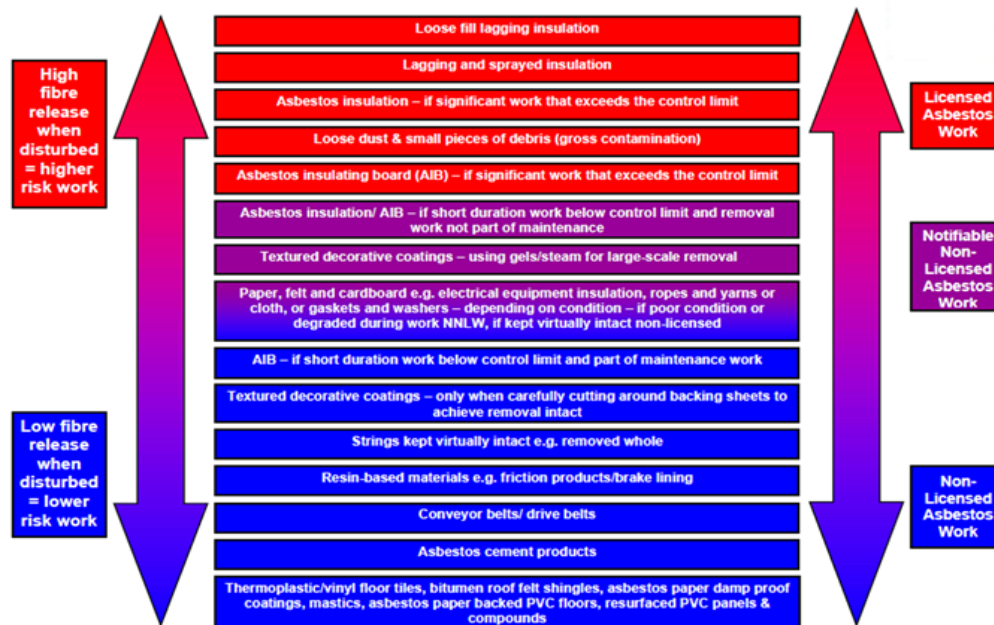 Loose fill lagging insulation
Lagging and sprayed insulation
Asbestos insulation – if significant work that exceeds the control limit
Loose dust & small pieces of debris (gross contamination)
Asbestos insulating board (AIB) – if significant work that exceeds the control limit
Asbestos insulation/ AIB – if short duration work below control limit and removal
work not part of maintenance
Textured decorative coatings – using gels/steam for large-scale removal
Paper, felt and cardboard e.g. electrical equipment insulation, ropes and yarns or
cloth, or gaskets and washers – depending on condition – if poor condition or
degraded during work NNLW, if kept virtually intact non-licensed
AIB – if short duration work below control limit and part of maintenance work
Textured decorative coatings – only when carefully cutting around backing sheets to
achieve removal intact
Strings kept virtually intact e.g. removed whole
Resin-based materials e.g. friction products/brake lining
Conveyor belts/ drive belts
Asbestos cement products
Thermoplastic/vinyl floor tiles, bitumen roof felt shingles, asbestos paper damp proof
coatings, mastics, asbestos paper backed PVC floors, resurfaced PVC panels &
compounds
High
fibre
release
when
disturbed
= higher
risk work
Low fibre
release
when
disturbed
= lower
risk work
Licensed
Asbestos
Work
Notifiable
Non-
Licensed
Asbestos
Work
Non-
Licensed
Asbestos
Work